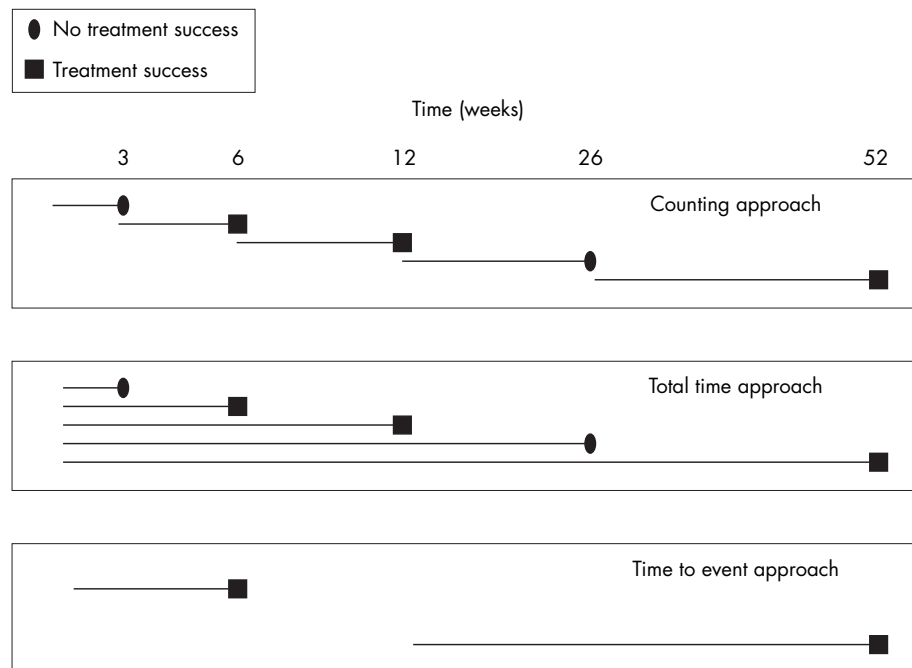 No treatment success
Treatment success
Time (weeks)
3 6 12 26 52
Counting approach
Total time approach
Time to event approach